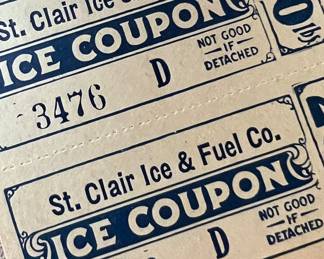 St. Clair Ice &
ICE COUPON
3476 D
NOT GOOD
IF
DETACHED
St. Clair Ice & Fuel Co.
ICE COUPON
D
NOT GOOD
IF
DETACHED